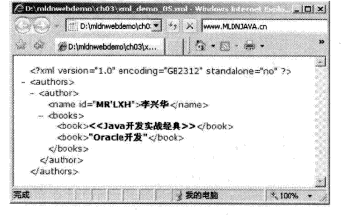 D:\mldnwebdemo\ch03\xml_demo_05.xml - Windows Internet Explo...
D:\mldnwebdemo\ch0: www.MLDNJAVA.cn
D:\mldnwebdemo\ch03\x...
<?xml version="1.0" encoding="GB2312" standalone="no" ?>
- <authors>
- <author>
<name id="MR'LXH">李兴华</name>
- <books>
<book><<Java开发实战经典>></book>
<book>"Oracle开发"</book>
</books>
</author>
</authors>
完成 我的电脑 100%